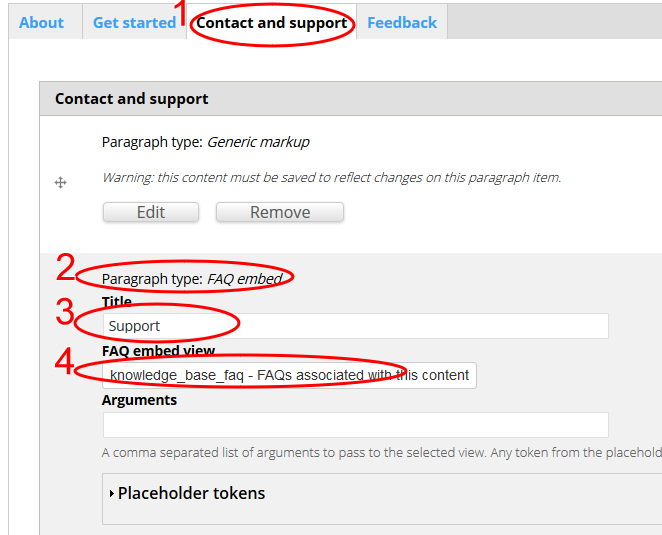 1
About Get started Contact and support Feedback
Contact and support
Paragraph type: Generic markup
Warning: this content must be saved to reflect changes on this paragraph item.
Edit Remove
2
Paragraph type: FAQ embed
Title
3
Support
FAQ embed view
4
knowledge_base_faq - FAQs associated with this content
Arguments
A comma separated list of arguments to pass to the selected view. Any token from the placehold
Placeholder tokens